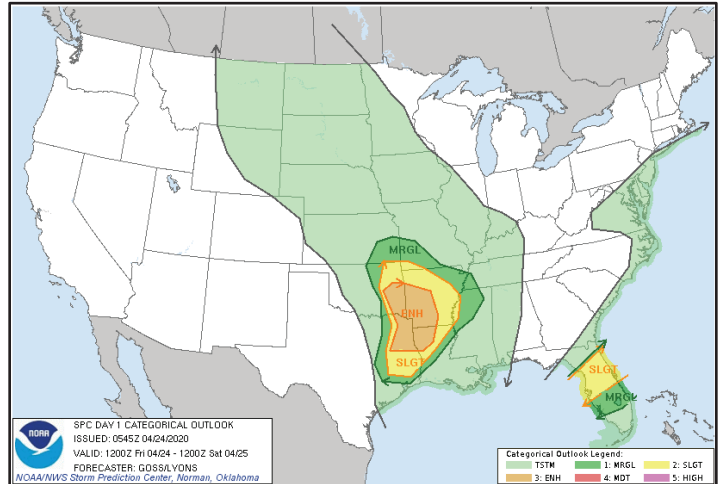 MRGL
ENH
SLGT
SLGT
MRGL
NOAA
SPC DAY 1 CATEGORICAL OUTLOOK
ISSUED: 0545Z 04/24/2020
VALID: 1200Z Fri 04/24 - 1200Z Sat 04/25
FORECASTER: GOSS/LYONS
NOAA/NWS Storm Prediction Center, Norman, Oklahoma
Categorical Outlook Legend:
TSTM 1: MRGL 2: SLGT
3: ENH 4: MDT 5: HIGH